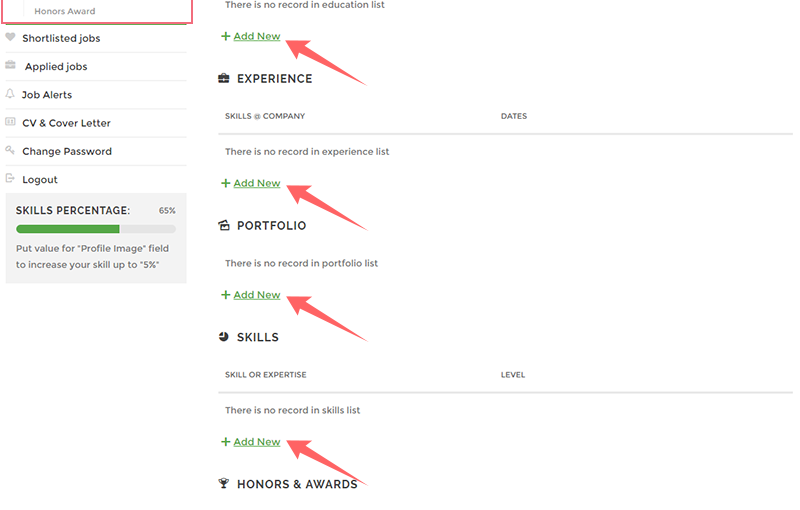 Honors Award
Shortlisted jobs
Applied jobs
Job Alerts
CV & Cover Letter
Change Password
Logout
SKILLS PERCENTAGE: 65%
Put value for "Profile Image" field
to increase your skill up to "5%"
There is no record in education list
+ Add New
EXPERIENCE
SKILLS @ COMPANY DATES
There is no record in experience list
+ Add New
PORTFOLIO
There is no record in portfolio list
+ Add New
SKILLS
SKILL OR EXPERTISE LEVEL
There is no record in skills list
+ Add New
HONORS & AWARDS